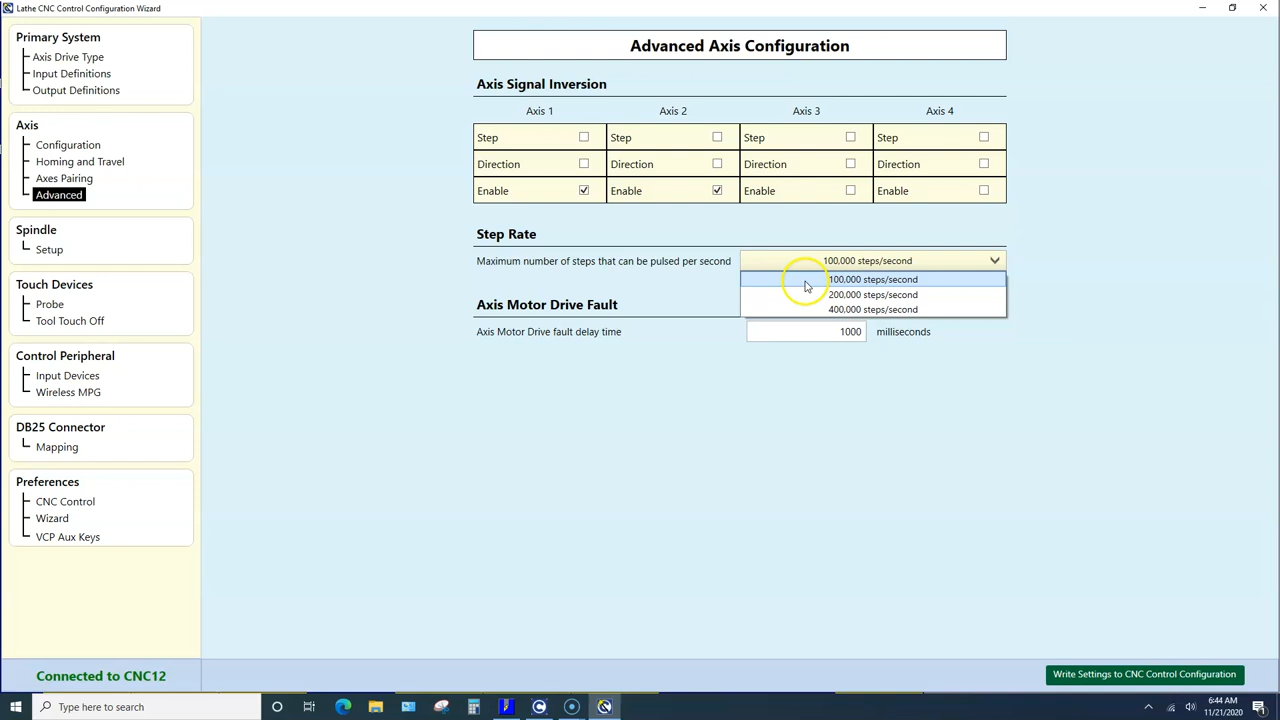 Lathe CNC Control Configuration Wizard
Primary System
Axis Drive Type
Input Definitions
Output Definitions
Axis
Configuration
Homing and Travel
Axes Pairing
Advanced
Spindle
Setup
Touch Devices
Probe
Tool Touch Off
Control Peripheral
Input Devices
Wireless MPG
DB25 Connector
Mapping
Preferences
CNC Control
Wizard
VCP Aux Keys
Connected to CNC12
Advanced Axis Configuration
Axis Signal Inversion
Axis 1 Axis 2 Axis 3 Axis 4
Step Step Step Step
Direction Direction Direction Direction
Enable Enable Enable Enable
Step Rate
Maximum number of steps that can be pulsed per second 100,000 steps/second
100,000 steps/second
200,000 steps/second
400,000 steps/second
Axis Motor Drive Fault
Axis Motor Drive fault delay time 1000 milliseconds
Write Settings to CNC Control Configuration
Type here to search
6:44 AM
11/21/2020